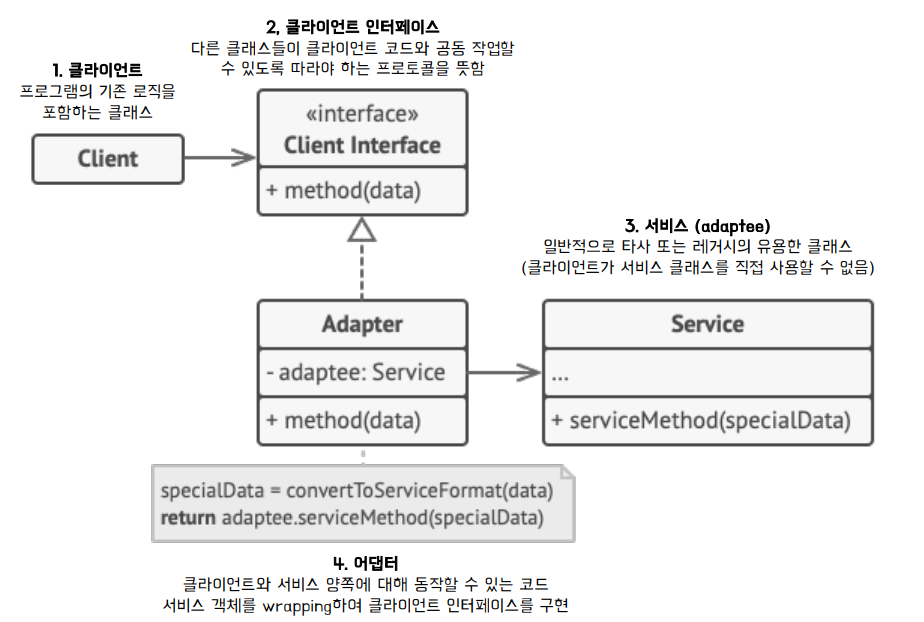 2, 클라이언트 인터페이스
다른 클래스들이 클라이언트 코드와 공동 작업할
수 있도록 따라야 하는 프로토콜을 뜻함
1. 클라이언트
프로그램의 기존 로직을
포함하는 클래스
Client
«interface»
Client Interface
+ method(data)
3. 서비스 (adaptee)
일반적으로 타사 또는 레거시의 유용한 클래스
(클라이언트가 서비스 클래스를 직접 사용할 수 없음)
Adapter
- adaptee: Service
+ method(data)
Service
...
+ serviceMethod(specialData)
specialData = convertToServiceFormat(data)
return adaptee.serviceMethod(specialData)
4. 어댑터
클라이언트와 서비스 양쪽에 대해 동작할 수 있는 코드
서비스 객체를 wrapping하여 클라이언트 인터페이스를 구현